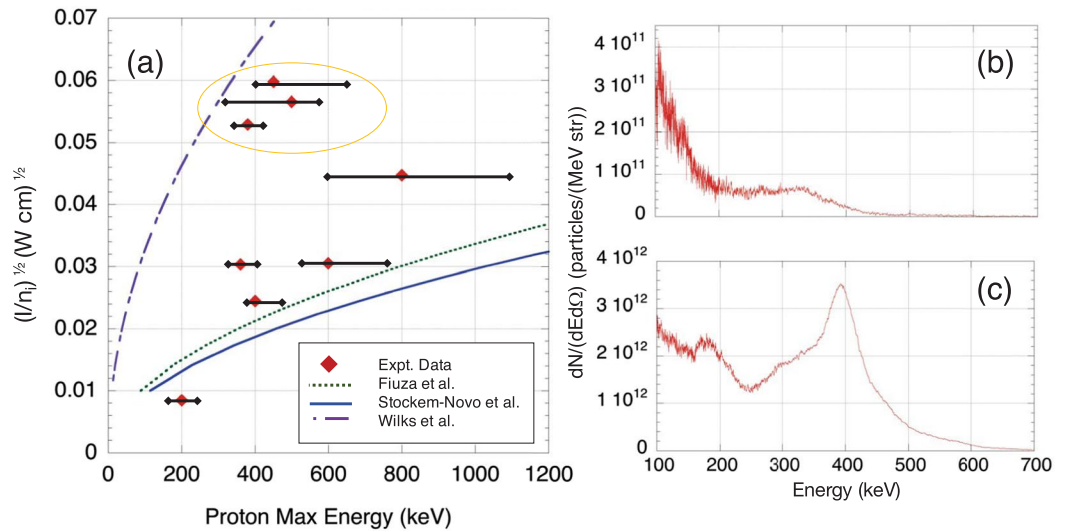 (a)
0.07
0.06
0.05
0.04
0.03
0.02
0.01
0
(I/nᵢ) ½ (W cm) ½
0 200 400 600 800 1000 1200
Proton Max Energy (keV)
Expt. Data
Fiuza et al.
Stockem-Novo et al.
Wilks et al.
(b)
4 10¹¹
3 10¹¹
2 10¹¹
1 10¹¹
0
(c)
4 10¹²
3 10¹²
2 10¹²
1 10¹²
0
dN/(dEdΩ) (particles/(MeV str))
100 200 300 400 500 600 700
Energy (keV)